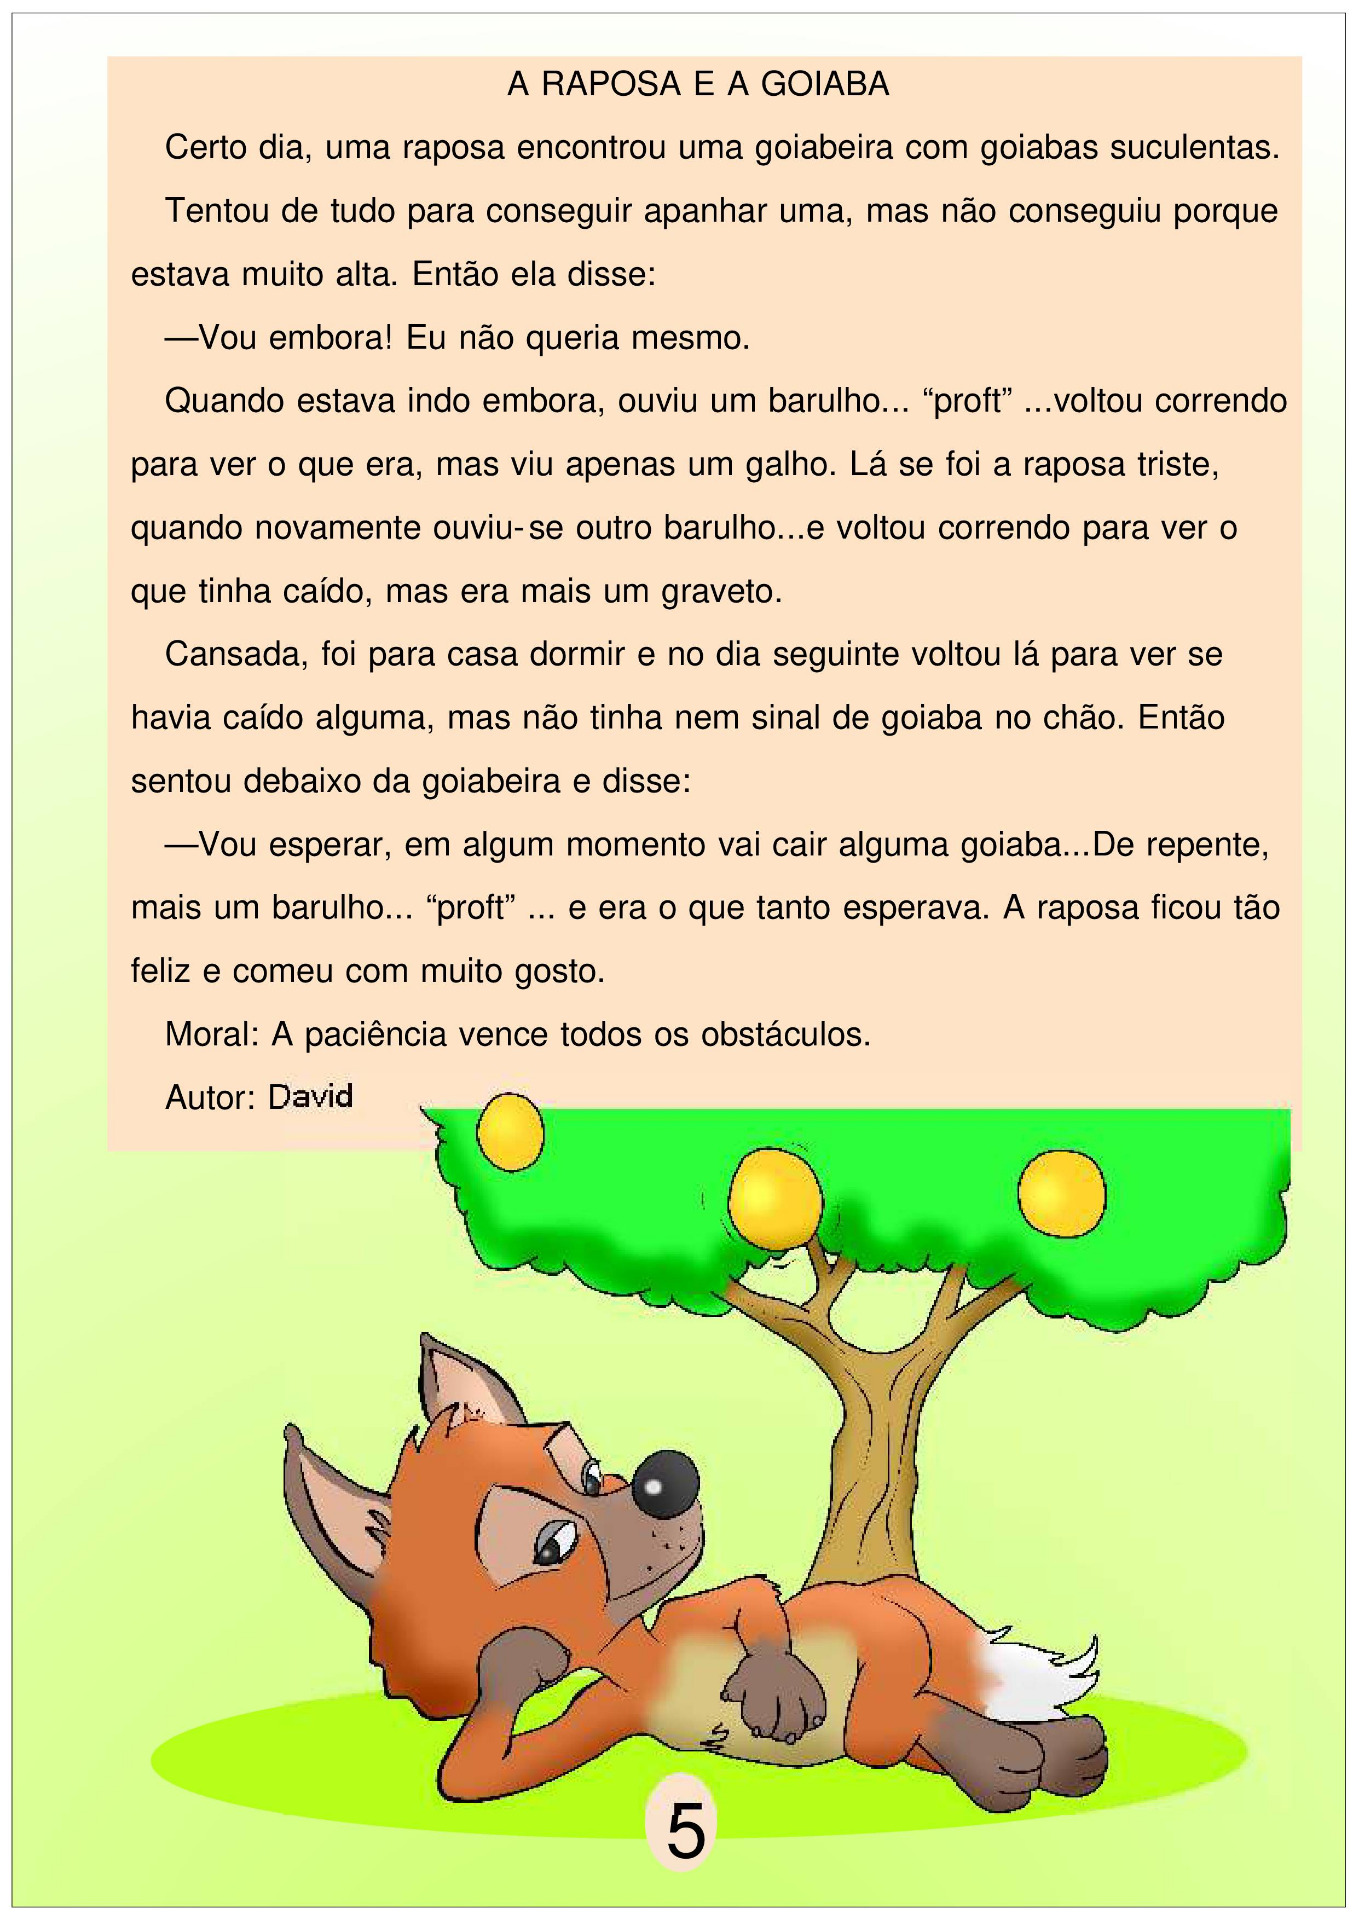 A RAPOSA E A GOIABA
Certo dia, uma raposa encontrou uma goiabeira com goiabas suculentas.
Tentou de tudo para conseguir apanhar uma, mas não conseguiu porque
estava muito alta. Então ela disse:
—Vou embora! Eu não queria mesmo.
Quando estava indo embora, ouviu um barulho... “proft” ...voltou correndo
para ver o que era, mas viu apenas um galho. Lá se foi a raposa triste,
quando novamente ouviu-se outro barulho...e voltou correndo para ver o
que tinha caído, mas era mais um graveto.
Cansada, foi para casa dormir e no dia seguinte voltou lá para ver se
havia caído alguma, mas não tinha nem sinal de goiaba no chão. Então
sentou debaixo da goiabeira e disse:
—Vou esperar, em algum momento vai cair alguma goiaba...De repente,
mais um barulho... “proft” ... e era o que tanto esperava. A raposa ficou tão
feliz e comeu com muito gosto.
Moral: A paciência vence todos os obstáculos.
Autor: David
5